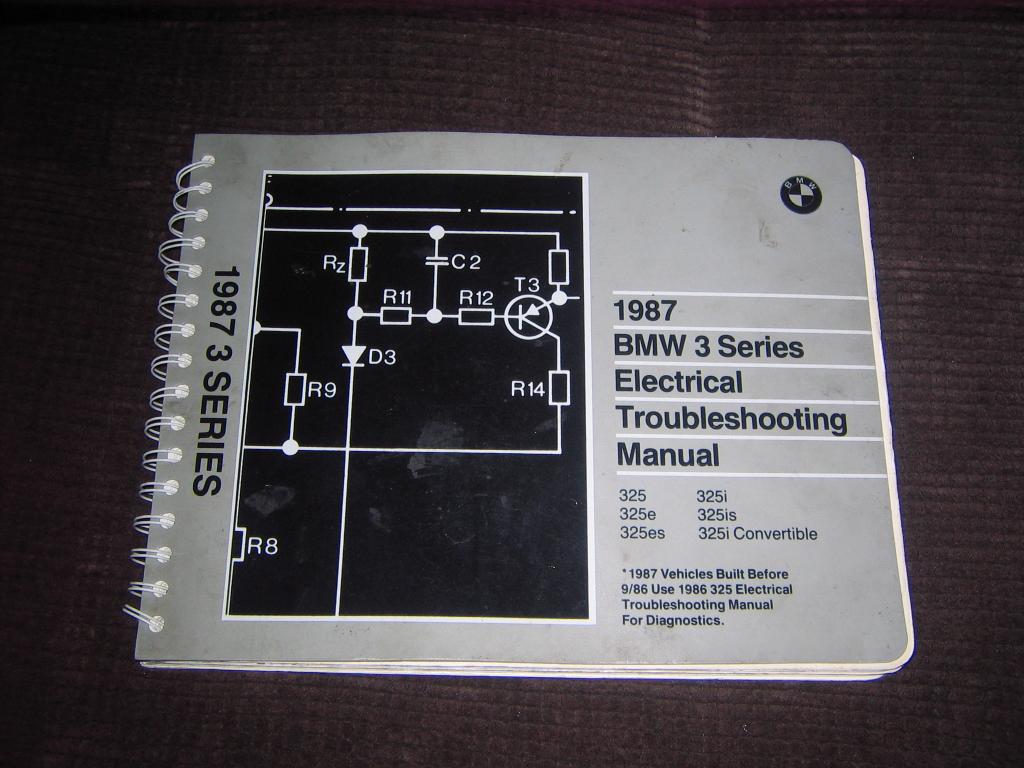 1987 3 SERIES
Rz
C2
T3
R11
R12
D3
R9
R14
R8
BMW
1987
BMW 3 Series
Electrical
Troubleshooting
Manual
325 325i
325e 325is
325es 325i Convertible
*1987 Vehicles Built Before
9/86 Use 1986 325 Electrical
Troubleshooting Manual
For Diagnostics.